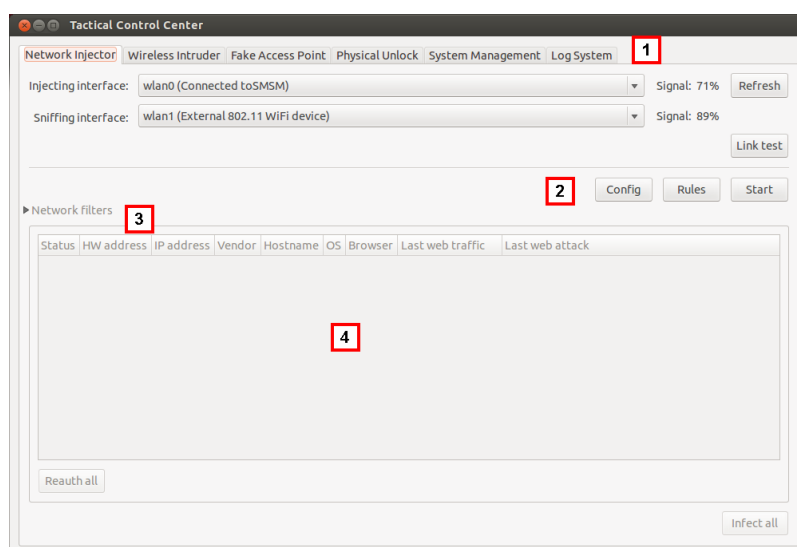 Tactical Control Center
Network Injector Wireless Intruder Fake Access Point Physical Unlock System Management Log System 1
Injecting interface: wlan0 (Connected toSMSM) Signal: 71% Refresh
Sniffing interface: wlan1 (External 802.11 WiFi device) Signal: 89%
Link test
2 Config Rules Start
Network filters
3
Status HW address IP address Vendor Hostname OS Browser Last web traffic Last web attack
4
Reauth all
Infect all